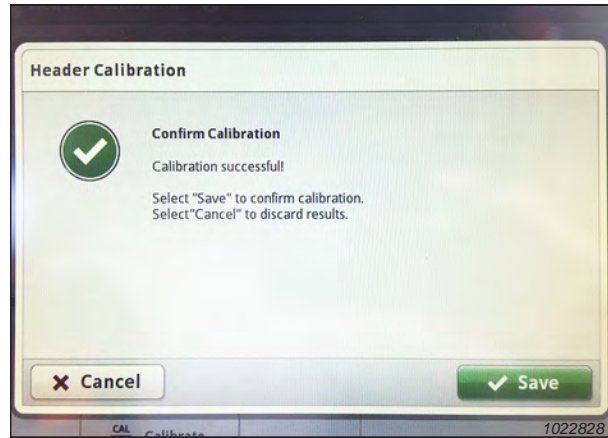 Header Calibration
Confirm Calibration
Calibration successful!
Select "Save" to confirm calibration.
Select"Cancel" to discard results.
Cancel
Save
CAL Calibrate
1022828